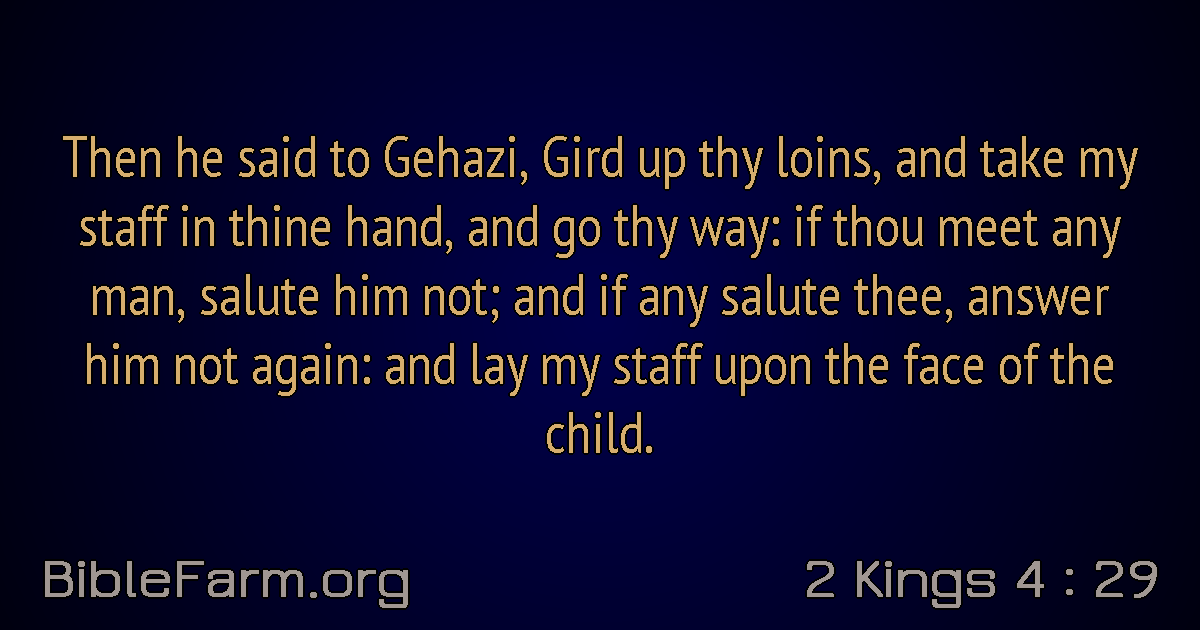 Then he said to Gehazi, Gird up thy loins, and take my
staff in thine hand, and go thy way: if thou meet any
man, salute him not; and if any salute thee, answer
him not again: and lay my staff upon the face of the
child.
BibleFarm.org
2 Kings 4 : 29